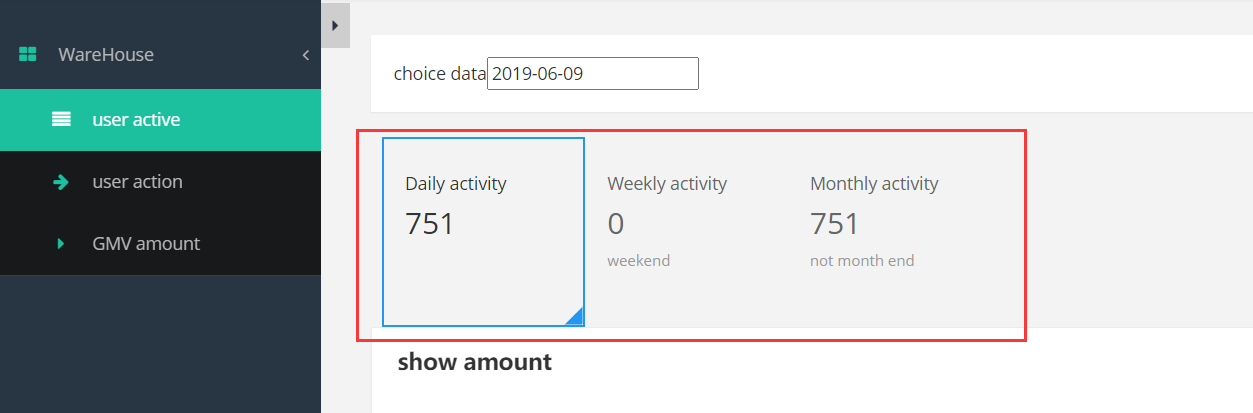 WareHouse
user active
user action
GMV amount
choice data 2019-06-09
Daily activity
751
Weekly activity
0
weekend
Monthly activity
751
not month end
show amount